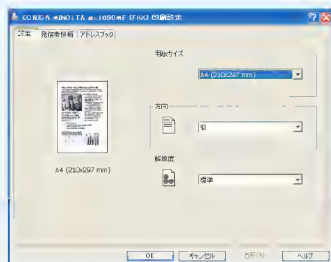 KONICA MINOLTA mc1690MF (FAX) 印刷設定
設定 発信者情報 アドレスブック
用紙サイズ
A4 (210x297 mm)
方向
縦
A4 (210x297 mm)
解像度
標準
OK キャンセル 適用(A) ヘルプ